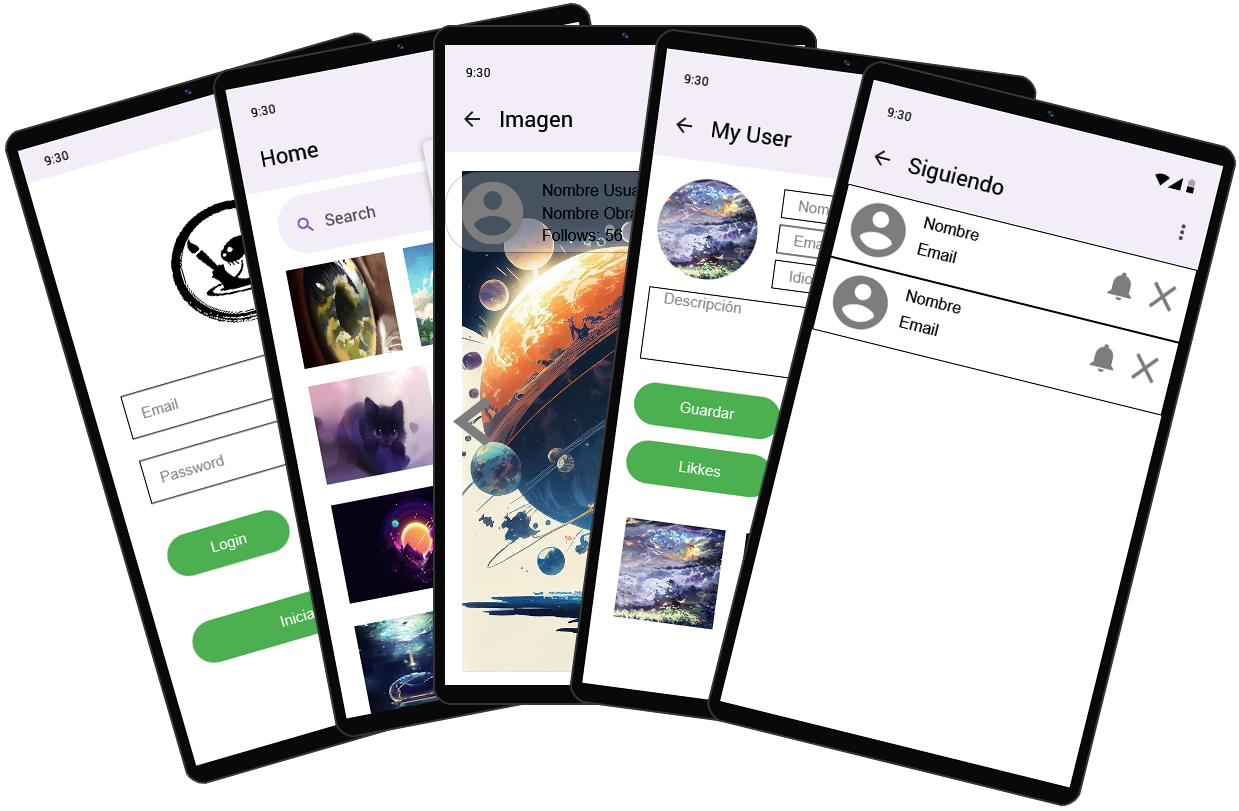 9:30
Email
Password
Login
Inicia
9:30
Home
Search
9:30
Imagen
Nombre Usua
Nombre Obra
Follows: 56
9:30
My User
Nom
Ema
Idio
Descripción
Guardar
Likkes
9:30
Siguiendo
Nombre
Email
Nombre
Email